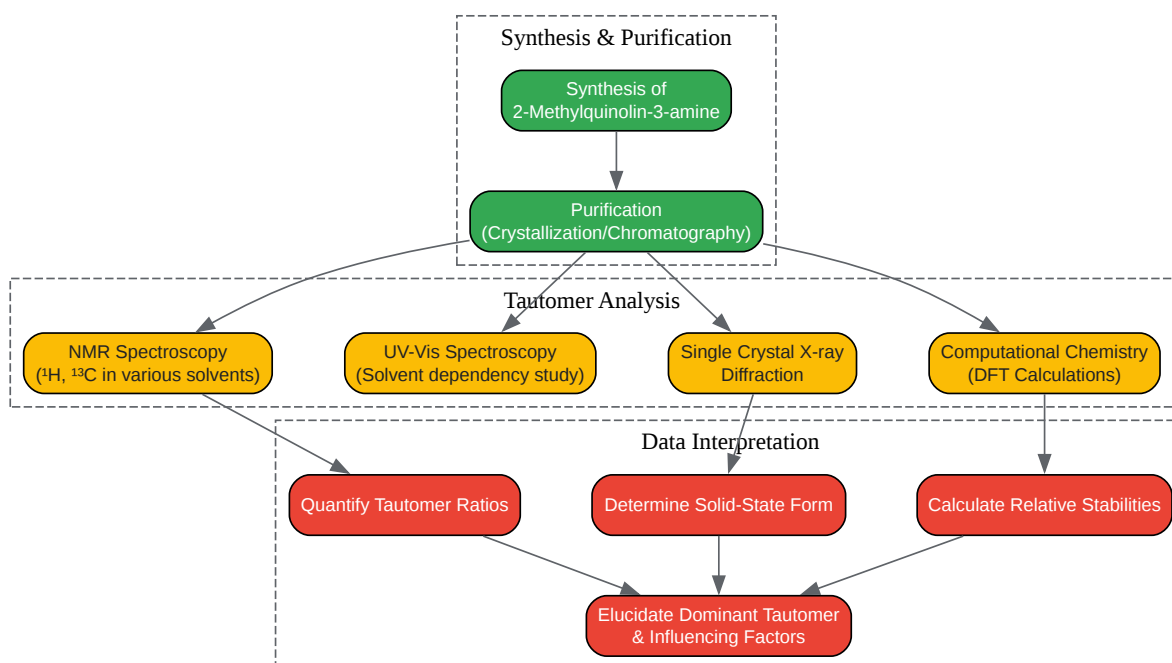 Synthesis & Purification
Synthesis of
2-Methylquinolin-3-amine
Purification
(Crystallization/Chromatography)
Tautomer Analysis
NMR Spectroscopy
(¹H, ¹³C in various solvents)
UV-Vis Spectroscopy
(Solvent dependency study)
Single Crystal X-ray
Diffraction
Computational Chemistry
(DFT Calculations)
Data Interpretation
Quantify Tautomer Ratios
Determine Solid-State Form
Calculate Relative Stabilities
Elucidate Dominant Tautomer
& Influencing Factors